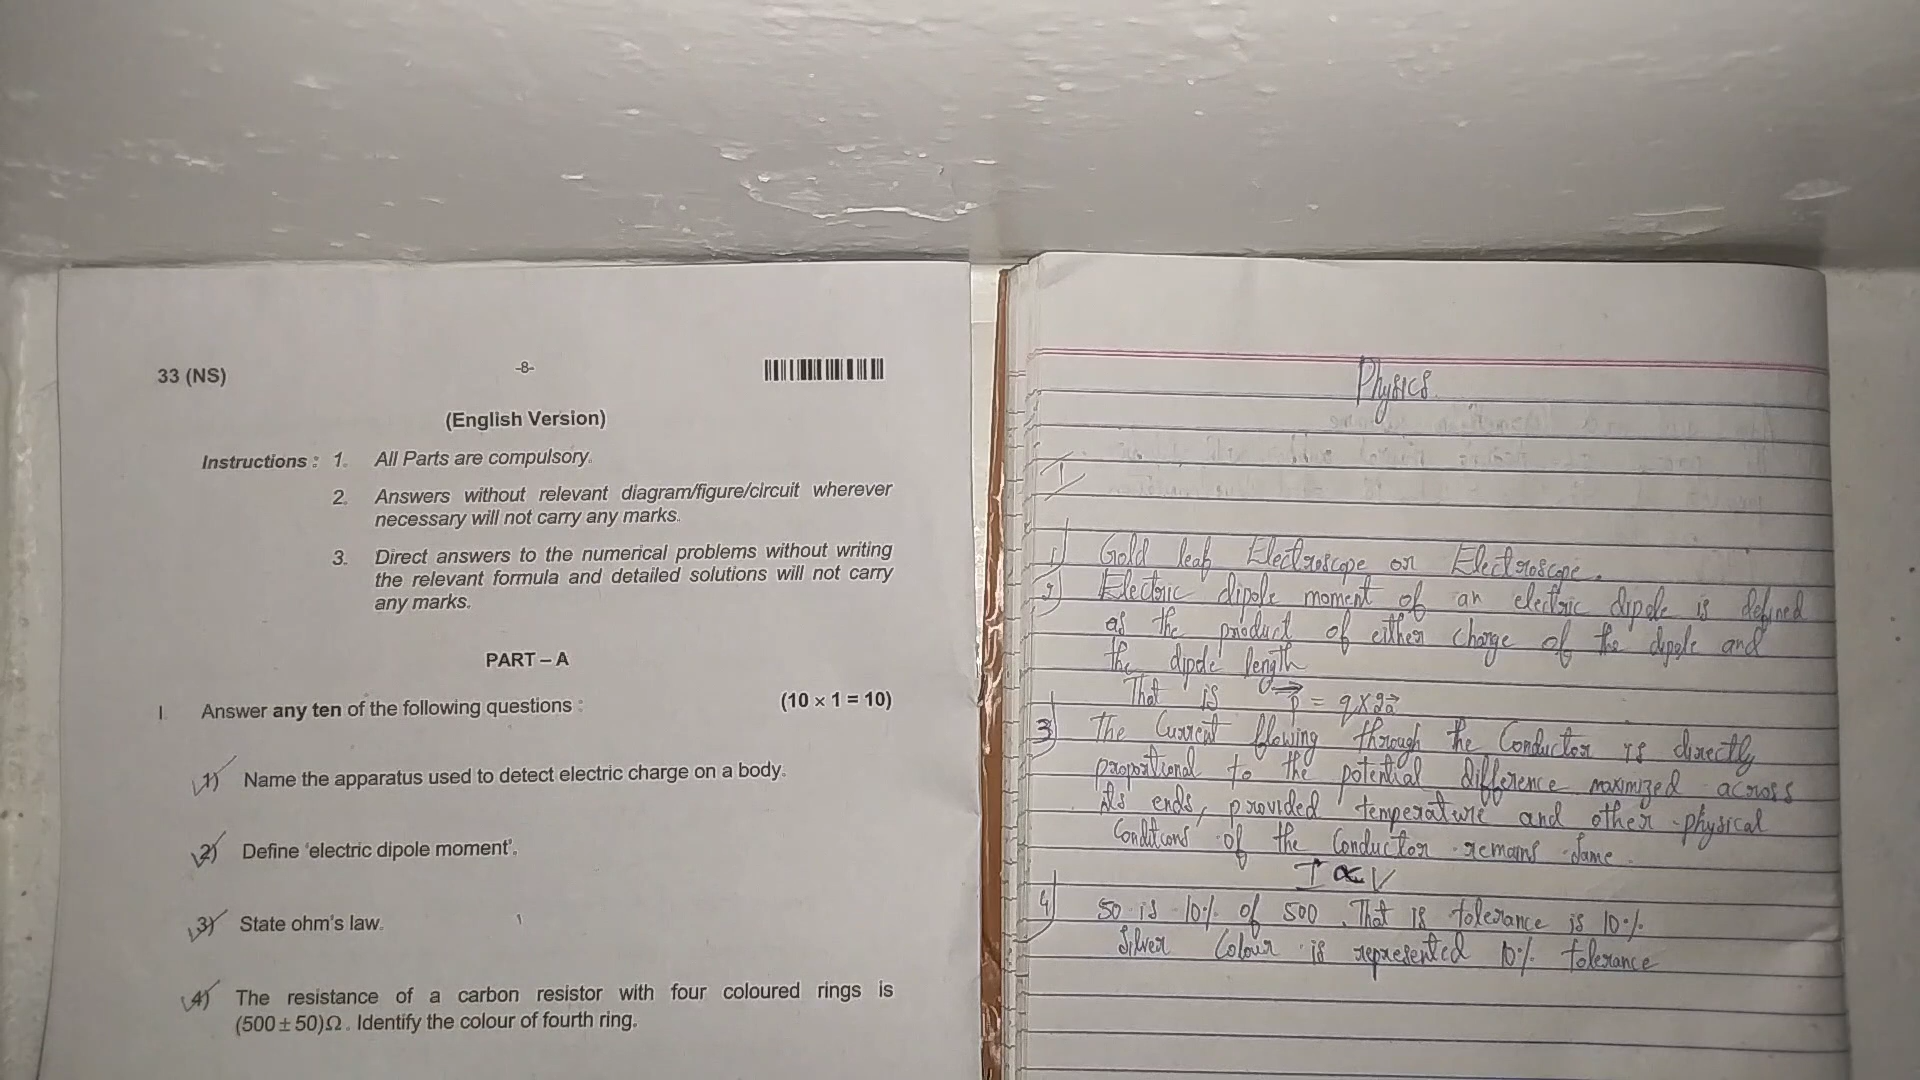 33 (NS)
-8-
(English Version)
Instructions : 1. All Parts are compulsory.
2. Answers without relevant diagram/figure/circuit wherever
necessary will not carry any marks.
3. Direct answers to the numerical problems without writing
the relevant formula and detailed solutions will not carry
any marks.
PART – A
I. Answer any ten of the following questions : (10 × 1 = 10)
1) Name the apparatus used to detect electric charge on a body.
2) Define 'electric dipole moment'.
3) State ohm's law.
4) The resistance of a carbon resistor with four coloured rings is
(500 ± 50)Ω. Identify the colour of fourth ring.
Physics
I
1) Gold leaf Electroscope or Electroscope.
2) Electric dipole moment of an electric dipole is defined
as the product of either charge of the dipole and
the dipole length
That is p⃗ = q×2a⃗
3) The Current flowing through the Conductor is directly
proportional to the potential difference maximized across
its ends, provided temperature and other physical
Conditions of the Conductor remains same.
I ∝ V
4) 50 is 10% of 500. That is tolerance is 10%.
Silver Colour is represented 10% tolerance